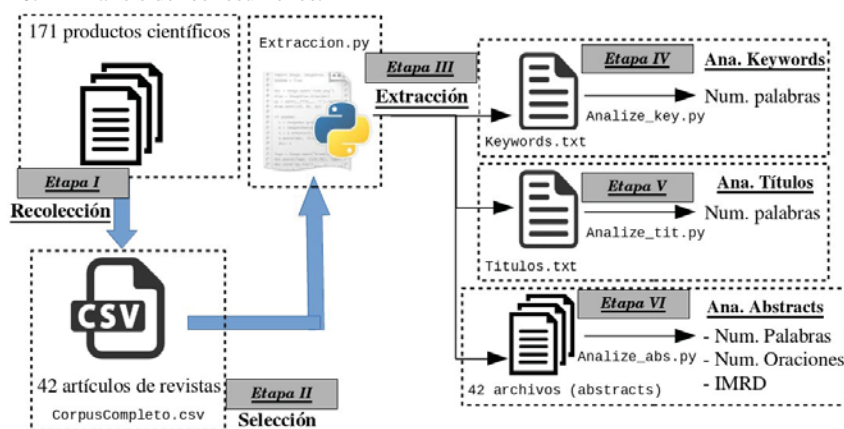 171 productos científicos
Etapa I
Recolección
CSV
42 artículos de revistas
CorpusCompleto.csv
Etapa II
Selección
Extraccion.py
Etapa III
Extracción
Keywords.txt
Etapa IV
Analize_key.py
Ana. Keywords
Num. palabras
Titulos.txt
Etapa V
Analize_tit.py
Ana. Títulos
Num. palabras
42 archivos (abstracts)
Etapa VI
Analize_abs.py
Ana. Abstracts
- Num. Palabras
- Num. Oraciones
- IMRD